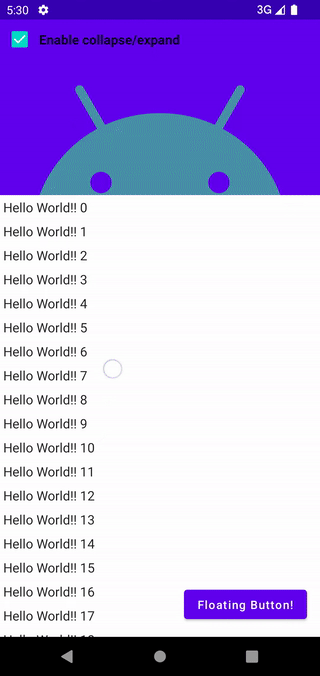 5:30 3G
Enable collapse/expand
Hello World!! 0
Hello World!! 1
Hello World!! 2
Hello World!! 3
Hello World!! 4
Hello World!! 5
Hello World!! 6
Hello World!! 7
Hello World!! 8
Hello World!! 9
Hello World!! 10
Hello World!! 11
Hello World!! 12
Hello World!! 13
Hello World!! 14
Hello World!! 15
Hello World!! 16
Floating Button!
Hello World!! 17